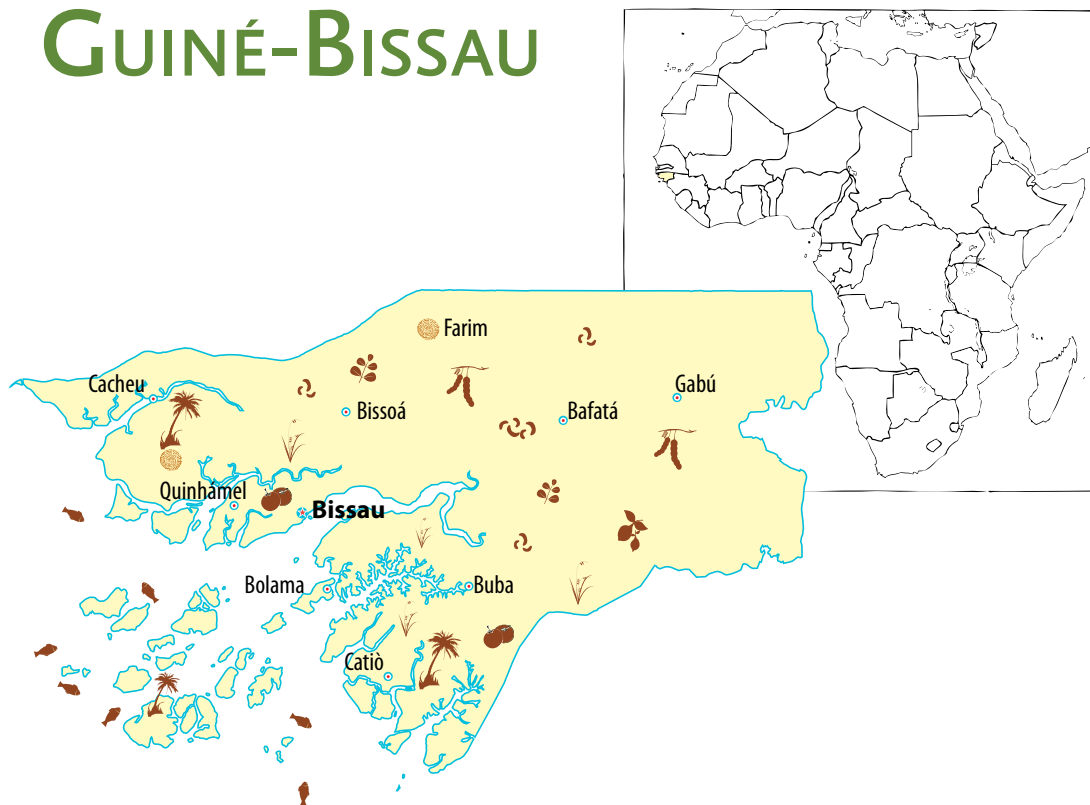 GUINÉ-BISSAU
Farim
Cacheu
Gabú
Bissoá
Bafatá
Quinhámel
Bissau
Bolama
Buba
Catiò